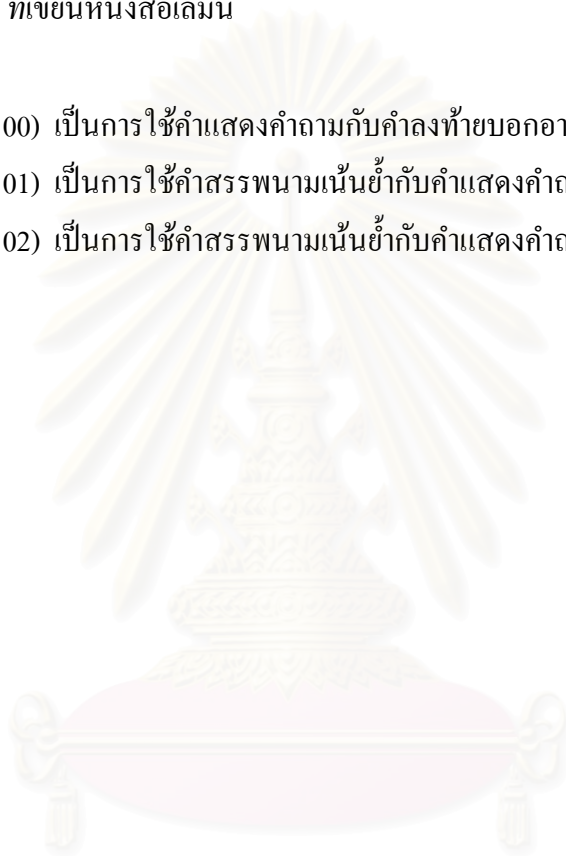 ที่เขียนหนังสือเล่มนี้
00) เป็นการใช้คำแสดงคำถามกับคำลงท้ายบอกอา
01) เป็นการใช้คำสรรพนามเน้นย้ำกับคำแสดงคำถ
02) เป็นการใช้คำสรรพนามเน้นย้ำกับคำแสดงคำถ